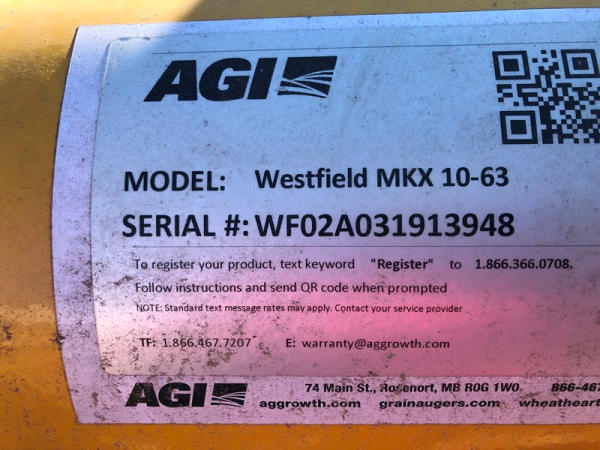 AGI
MODEL: Westfield MKX 10-63
SERIAL #: WF02A031913948
To register your product, text keyword "Register" to 1.866.366.0708.
Follow instructions and send QR code when prompted
NOTE: Standard text message rates may apply. Contact your service provider
TF: 1.866.467.7207 E: warranty@aggrowth.com
AGI 74 Main St., Rosenort, MB R0G 1W0 866-467
aggrowth.com grainaugers.com wheatheart